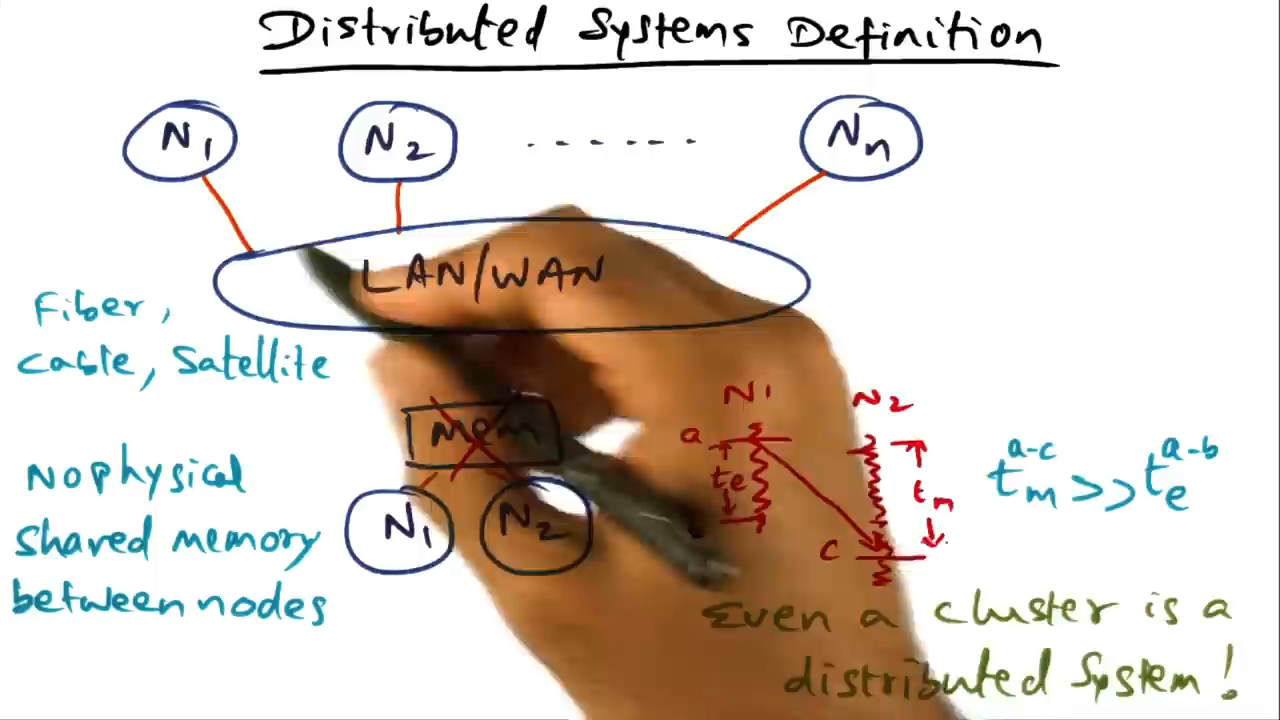 Distributed Systems Definition
N1 N2 ....... Nn
LAN/WAN
Fiber,
cable, Satellite
No physical
shared memory
between nodes
Mem
N1 N2
N1 N2
a
te tm
c
tm^a-c >> te^a-b
Even a cluster is a
distributed System!